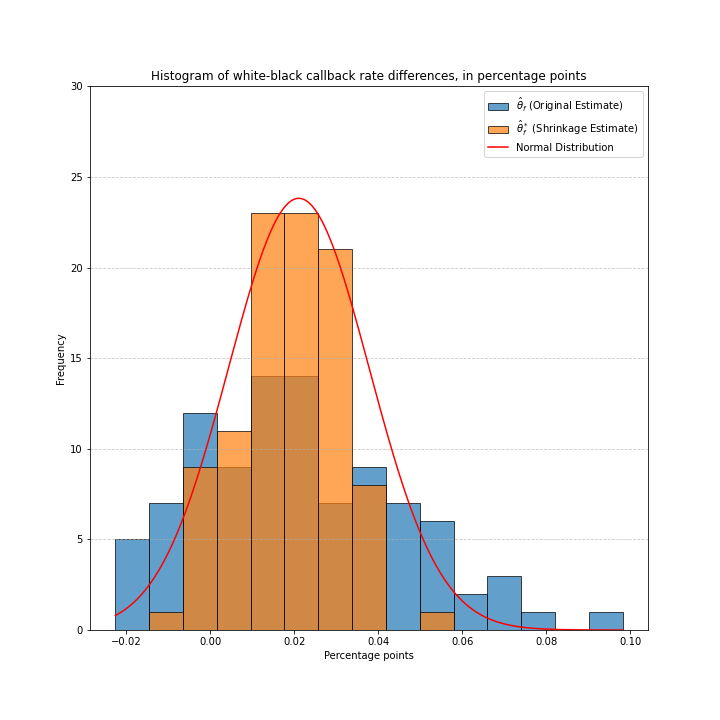 Histogram of white-black callback rate differences, in percentage points
30
25
20
15
10
5
0
Frequency
θ̂_f (Original Estimate)
θ̂*_f (Shrinkage Estimate)
Normal Distribution
−0.02 0.00 0.02 0.04 0.06 0.08 0.10
Percentage points